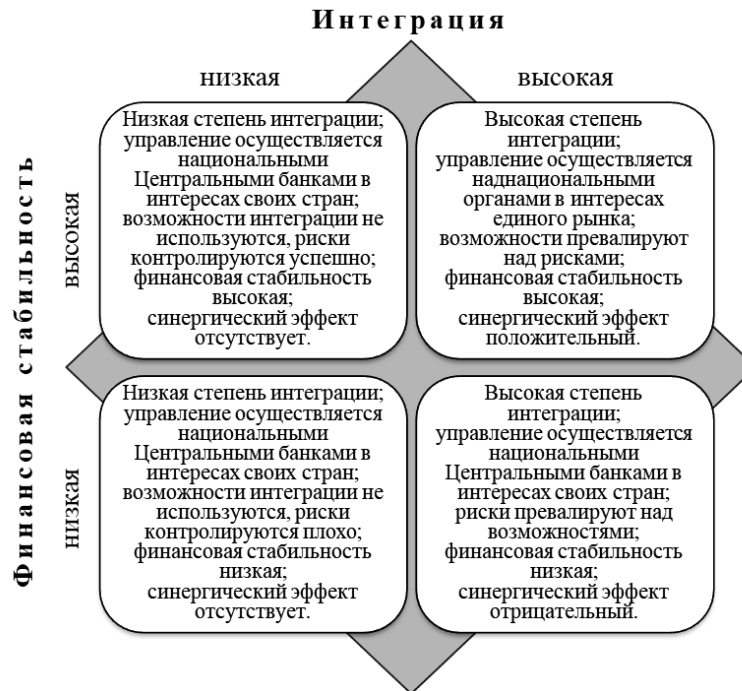 Интеграция
низкая
высокая
Финансовая стабильность
высокая
Низкая степень интеграции;
управление осуществляется
национальными
Центральными банками в
интересах своих стран;
возможности интеграции не
используются, риски
контролируются успешно;
финансовая стабильность
высокая;
синергический эффект
отсутствует.
Высокая степень
интеграции;
управление осуществляется
наднациональными
органами в интересах
единого рынка;
возможности превалируют
над рисками;
финансовая стабильность
высокая;
синергический эффект
положительный.
низкая
Низкая степень интеграции;
управление осуществляется
национальными
Центральными банками в
интересах своих стран;
возможности интеграции не
используются, риски
контролируются плохо;
финансовая стабильность
низкая;
синергический эффект
отсутствует.
Высокая степень
интеграции;
управление осуществляется
национальными
Центральными банками в
интересах своих стран;
риски превалируют над
возможностями;
финансовая стабильность
низкая;
синергический эффект
отрицательный.